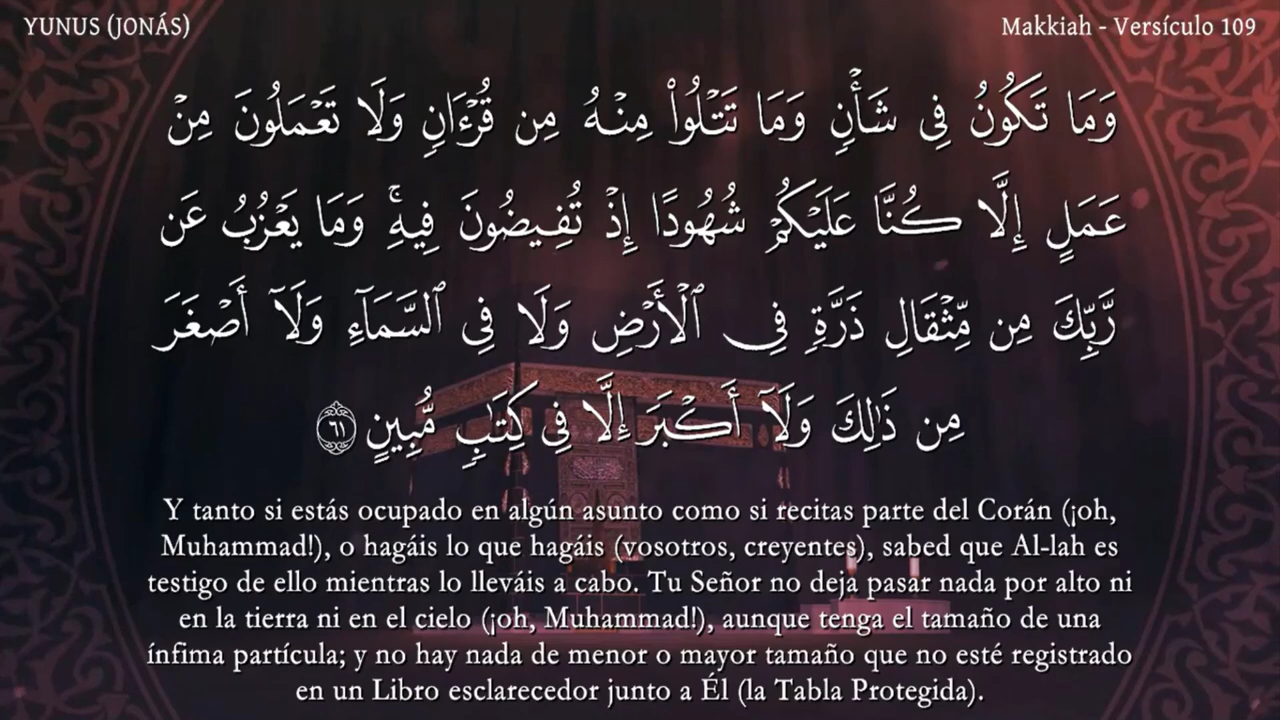 YUNUS (JONÁS)
Makkiah - Versículo 109
وَمَا تَكُونُ فِى شَأْنٍ وَمَا تَتْلُوا۟ مِنْهُ مِن قُرْءَانٍ وَلَا تَعْمَلُونَ مِنْ
عَمَلٍ إِلَّا كُنَّا عَلَيْكُمْ شُهُودًا إِذْ تُفِيضُونَ فِيهِ ۚ وَمَا يَعْزُبُ عَن
رَّبِّكَ مِن مِّثْقَالِ ذَرَّةٍ فِى ٱلْأَرْضِ وَلَا فِى ٱلسَّمَآءِ وَلَآ أَصْغَرَ
مِن ذَٰلِكَ وَلَآ أَكْبَرَ إِلَّا فِى كِتَٰبٍ مُّبِينٍ ٦١
Y tanto si estás ocupado en algún asunto como si recitas parte del Corán (¡oh,
Muhammad!), o hagáis lo que hagáis (vosotros, creyentes), sabed que Al-lah es
testigo de ello mientras lo lleváis a cabo. Tu Señor no deja pasar nada por alto ni
en la tierra ni en el cielo (¡oh, Muhammad!), aunque tenga el tamaño de una
ínfima partícula; y no hay nada de menor o mayor tamaño que no esté registrado
en un Libro esclarecedor junto a Él (la Tabla Protegida).